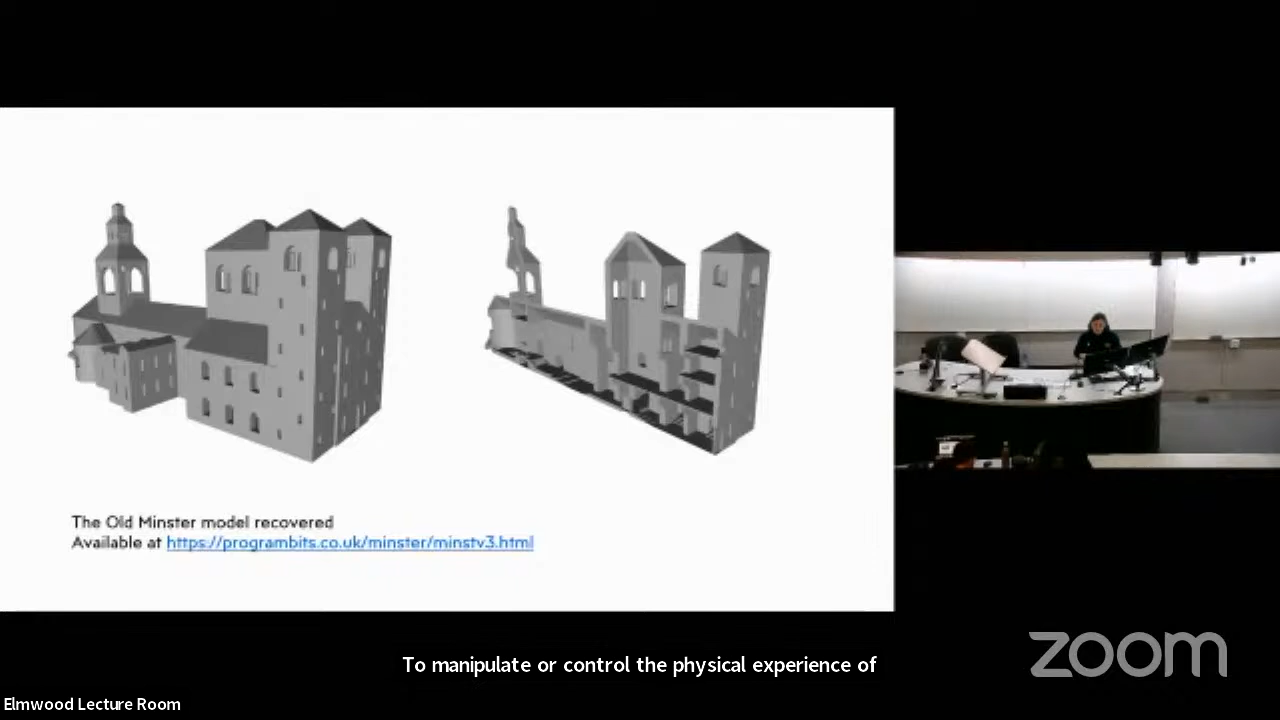 The Old Minster model recovered
Available at https://programbits.co.uk/minster/minstv3.html
To manipulate or control the physical experience of
zoom
Elmwood Lecture Room